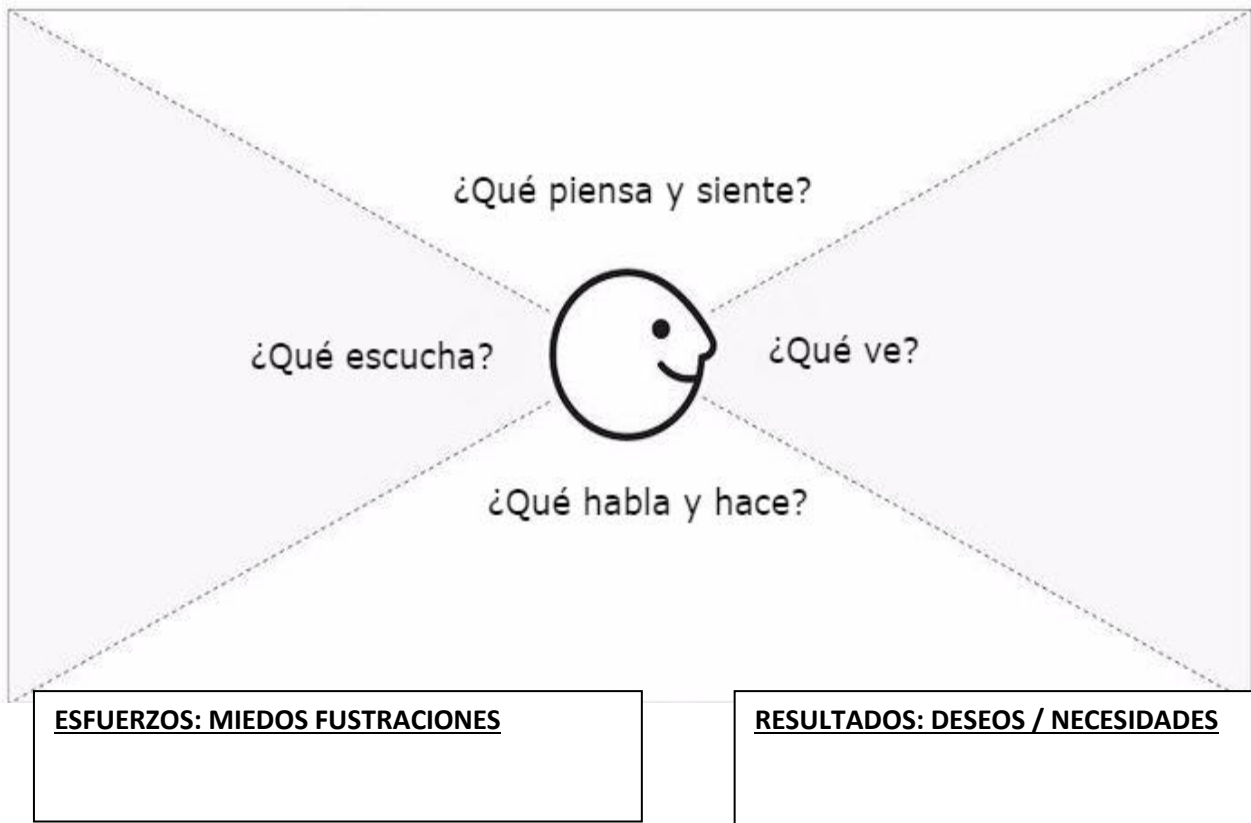 ¿Qué piensa y siente?
¿Qué escucha?
¿Qué ve?
¿Qué habla y hace?
ESFUERZOS: MIEDOS FUSTRACIONES
RESULTADOS: DESEOS / NECESIDADES